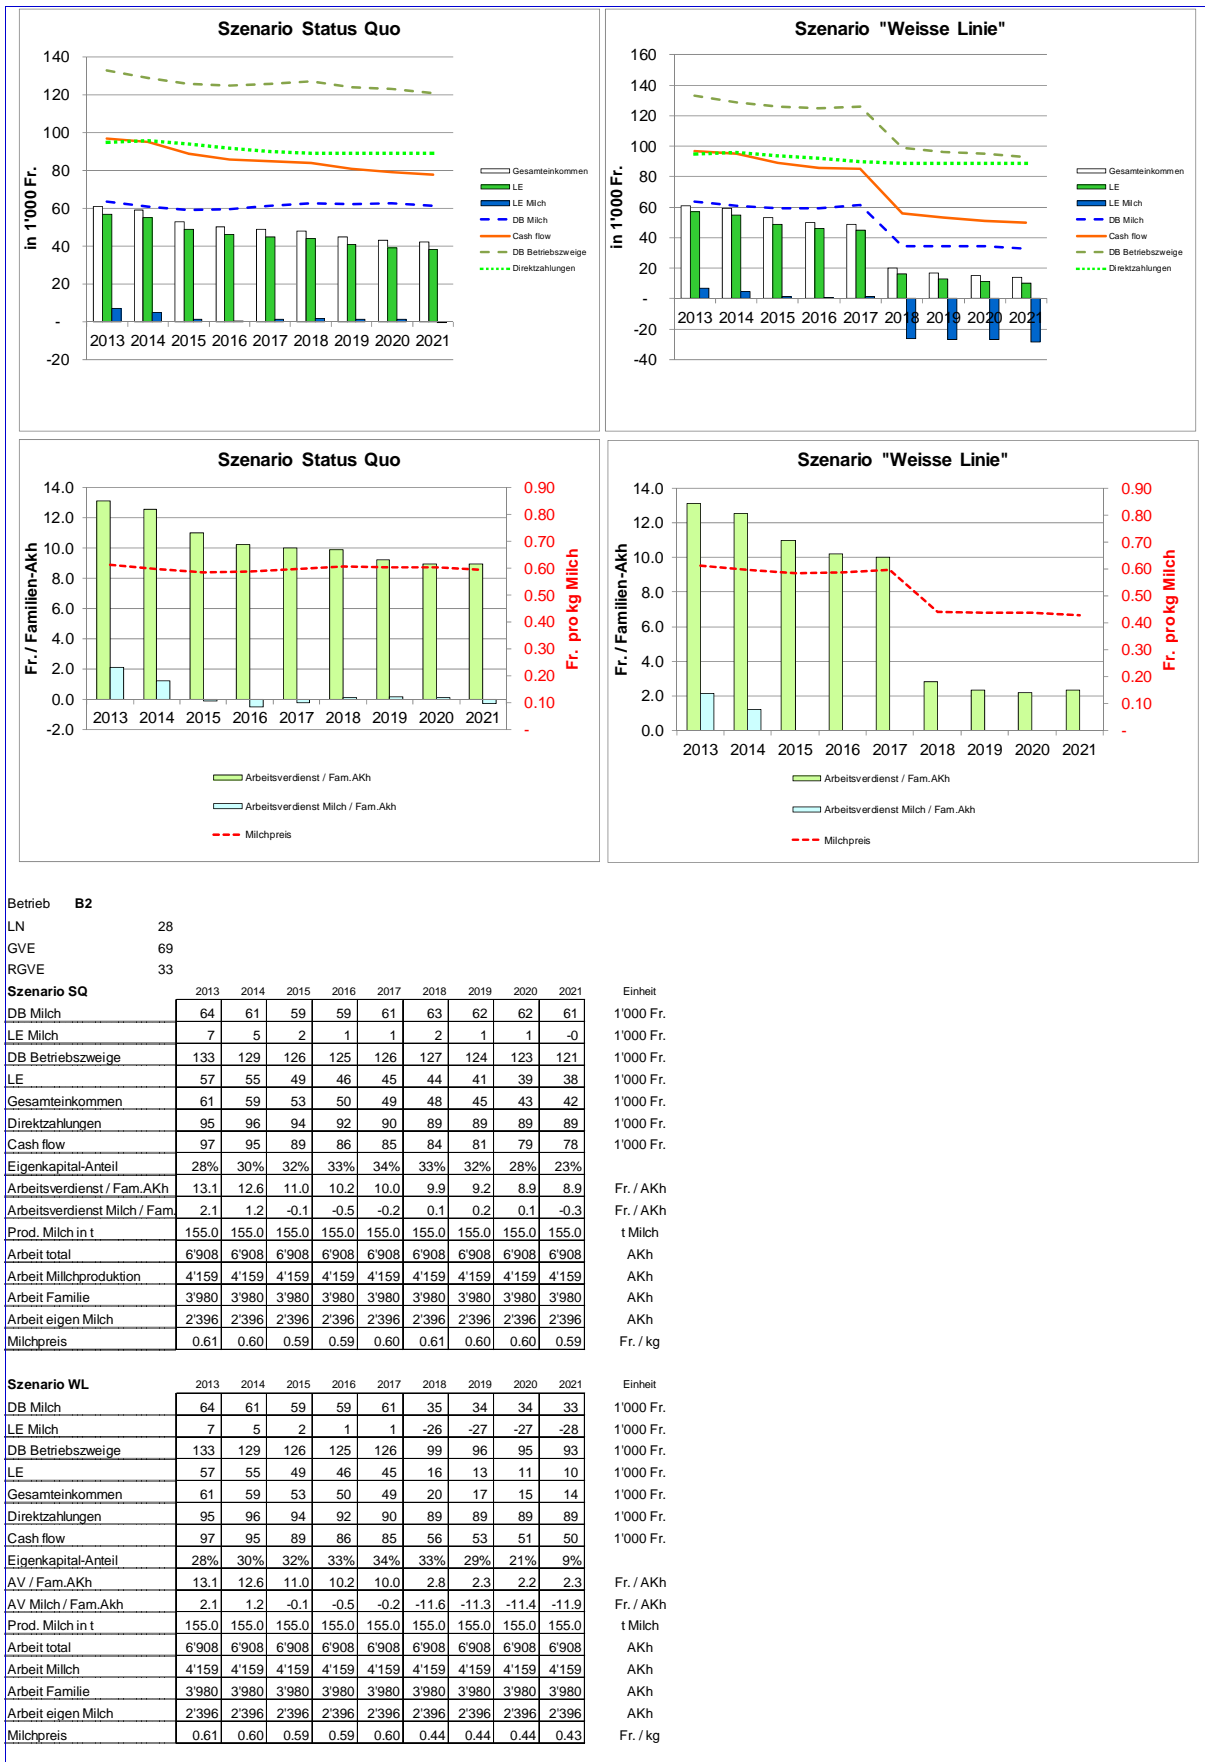 Szenario Status Quo
140
120
100
80
60
40
20
-
-20
in 1'000 Fr.
2013 2014 2015 2016 2017 2018 2019 2020 2021
Gesamteinkommen
LE
LE Milch
DB Milch
Cash flow
DB Betriebszweige
Direktzahlungen
Szenario "Weisse Linie"
160
140
120
100
80
60
40
20
-
-20
-40
in 1'000 Fr.
2013 2014 2015 2016 2017 2018 2019 2020 2021
Gesamteinkommen
LE
LE Milch
DB Milch
Cash flow
DB Betriebszweige
Direktzahlungen
Szenario Status Quo
14.0
12.0
10.0
8.0
6.0
4.0
2.0
0.0
-2.0
Fr. / Familien-Akh
2013 2014 2015 2016 2017 2018 2019 2020 2021
0.90
0.80
0.70
0.60
0.50
0.40
0.30
0.20
0.10
-
Fr. pro kg Milch
Arbeitsverdienst / Fam.AKh
Arbeitsverdienst Milch / Fam.Akh
Milchpreis
Szenario "Weisse Linie"
14.0
12.0
10.0
8.0
6.0
4.0
2.0
0.0
Fr. / Familien-Akh
2013 2014 2015 2016 2017 2018 2019 2020 2021
0.90
0.80
0.70
0.60
0.50
0.40
0.30
0.20
0.10
-
Fr. pro kg Milch
Arbeitsverdienst / Fam.AKh
Arbeitsverdienst Milch / Fam.Akh
Milchpreis
Betrieb B2
LN 28
GVE 69
RGVE 33
Szenario SQ 2013 2014 2015 2016 2017 2018 2019 2020 2021 Einheit
DB Milch 64 61 59 59 61 63 62 62 61 1'000 Fr.
LE Milch 7 5 2 1 1 2 1 1 -0 1'000 Fr.
DB Betriebszweige 133 129 126 125 126 127 124 123 121 1'000 Fr.
LE 57 55 49 46 45 44 41 39 38 1'000 Fr.
Gesamteinkommen 61 59 53 50 49 48 45 43 42 1'000 Fr.
Direktzahlungen 95 96 94 92 90 89 89 89 89 1'000 Fr.
Cash flow 97 95 89 86 85 84 81 79 78 1'000 Fr.
Eigenkapital-Anteil 28% 30% 32% 33% 34% 33% 32% 28% 23%
Arbeitsverdienst / Fam.AKh 13.1 12.6 11.0 10.2 10.0 9.9 9.2 8.9 8.9 Fr. / AKh
Arbeitsverdienst Milch / Fam. 2.1 1.2 -0.1 -0.5 -0.2 0.1 0.2 0.1 -0.3 Fr. / AKh
Prod. Milch in t 155.0 155.0 155.0 155.0 155.0 155.0 155.0 155.0 155.0 t Milch
Arbeit total 6'908 6'908 6'908 6'908 6'908 6'908 6'908 6'908 6'908 AKh
Arbeit Millchproduktion 4'159 4'159 4'159 4'159 4'159 4'159 4'159 4'159 4'159 AKh
Arbeit Familie 3'980 3'980 3'980 3'980 3'980 3'980 3'980 3'980 3'980 AKh
Arbeit eigen Milch 2'396 2'396 2'396 2'396 2'396 2'396 2'396 2'396 2'396 AKh
Milchpreis 0.61 0.60 0.59 0.59 0.60 0.61 0.60 0.60 0.59 Fr. / kg
Szenario WL 2013 2014 2015 2016 2017 2018 2019 2020 2021 Einheit
DB Milch 64 61 59 59 61 35 34 34 33 1'000 Fr.
LE Milch 7 5 2 1 1 -26 -27 -27 -28 1'000 Fr.
DB Betriebszweige 133 129 126 125 126 99 96 95 93 1'000 Fr.
LE 57 55 49 46 45 16 13 11 10 1'000 Fr.
Gesamteinkommen 61 59 53 50 49 20 17 15 14 1'000 Fr.
Direktzahlungen 95 96 94 92 90 89 89 89 89 1'000 Fr.
Cash flow 97 95 89 86 85 56 53 51 50 1'000 Fr.
Eigenkapital-Anteil 28% 30% 32% 33% 34% 33% 29% 21% 9%
AV / Fam.AKh 13.1 12.6 11.0 10.2 10.0 2.8 2.3 2.2 2.3 Fr. / AKh
AV Milch / Fam.Akh 2.1 1.2 -0.1 -0.5 -0.2 -11.6 -11.3 -11.4 -11.9 Fr. / AKh
Prod. Milch in t 155.0 155.0 155.0 155.0 155.0 155.0 155.0 155.0 155.0 t Milch
Arbeit total 6'908 6'908 6'908 6'908 6'908 6'908 6'908 6'908 6'908 AKh
Arbeit Millch 4'159 4'159 4'159 4'159 4'159 4'159 4'159 4'159 4'159 AKh
Arbeit Familie 3'980 3'980 3'980 3'980 3'980 3'980 3'980 3'980 3'980 AKh
Arbeit eigen Milch 2'396 2'396 2'396 2'396 2'396 2'396 2'396 2'396 2'396 AKh
Milchpreis 0.61 0.60 0.59 0.59 0.60 0.44 0.44 0.44 0.43 Fr. / kg